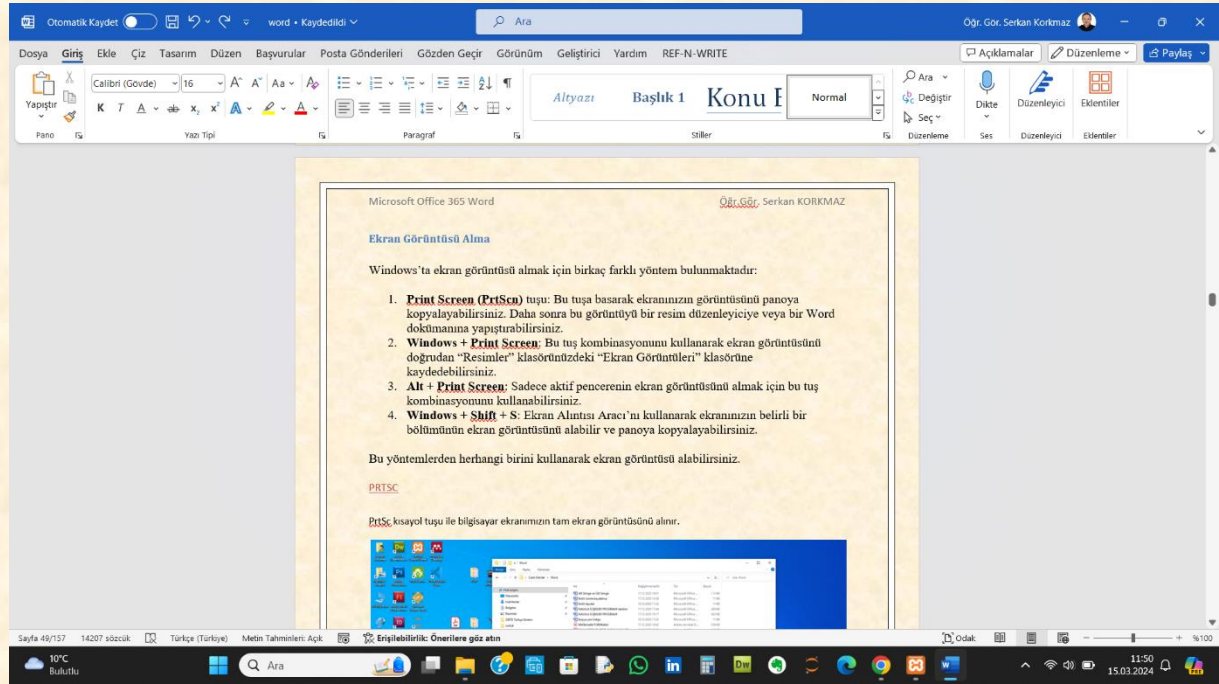 Otomatik Kaydet
word • Kaydedildi
Ara
Öğr. Gör. Serkan Korkmaz
Dosya Giriş Ekle Çiz Tasarım Düzen Başvurular Posta Gönderileri Gözden Geçir Görünüm Geliştirici Yardım REF-N-WRITE
Açıklamalar Düzenleme Paylaş
Yapıştır
Calibri (Gövde) 16
K T A ab x₂ x² A A
Altyazı Başlık 1 Konu Normal
Ara
Değiştir
Seç
Dikte Düzenleyici Eklentiler
Pano Yazı Tipi Paragraf Stiller Düzenleme Ses Düzenleyici Eklentiler
Microsoft Office 365 Word Öğr.Gör. Serkan KORKMAZ
Ekran Görüntüsü Alma
Windows'ta ekran görüntüsü almak için birkaç farklı yöntem bulunmaktadır:
1. Print Screen (PrtScn) tuşu: Bu tuşa basarak ekranınızın görüntüsünü panoya
kopyalayabilirsiniz. Daha sonra bu görüntüyü bir resim düzenleyiciye veya bir Word
dokümanına yapıştırabilirsiniz.
2. Windows + Print Screen: Bu tuş kombinasyonunu kullanarak ekran görüntüsünü
doğrudan “Resimler” klasörünüzdeki “Ekran Görüntüleri” klasörüne
kaydedebilirsiniz.
3. Alt + Print Screen: Sadece aktif pencerenin ekran görüntüsünü almak için bu tuş
kombinasyonunu kullanabilirsiniz.
4. Windows + Shift + S: Ekran Alıntısı Aracı'nı kullanarak ekranınızın belirli bir
bölümünün ekran görüntüsünü alabilir ve panoya kopyalayabilirsiniz.
Bu yöntemlerden herhangi birini kullanarak ekran görüntüsü alabilirsiniz.
PRTSC
PrtSc kısayol tuşu ile bilgisayar ekranımızın tam ekran görüntüsünü alınır.
Sayfa 49/157 14207 sözcük Türkçe (Türkiye) Metin Tahminleri: Açık Erişilebilirlik: Önerilere göz atın Odak %100
10°C
Bulutlu
Ara
11:50
15.03.2024